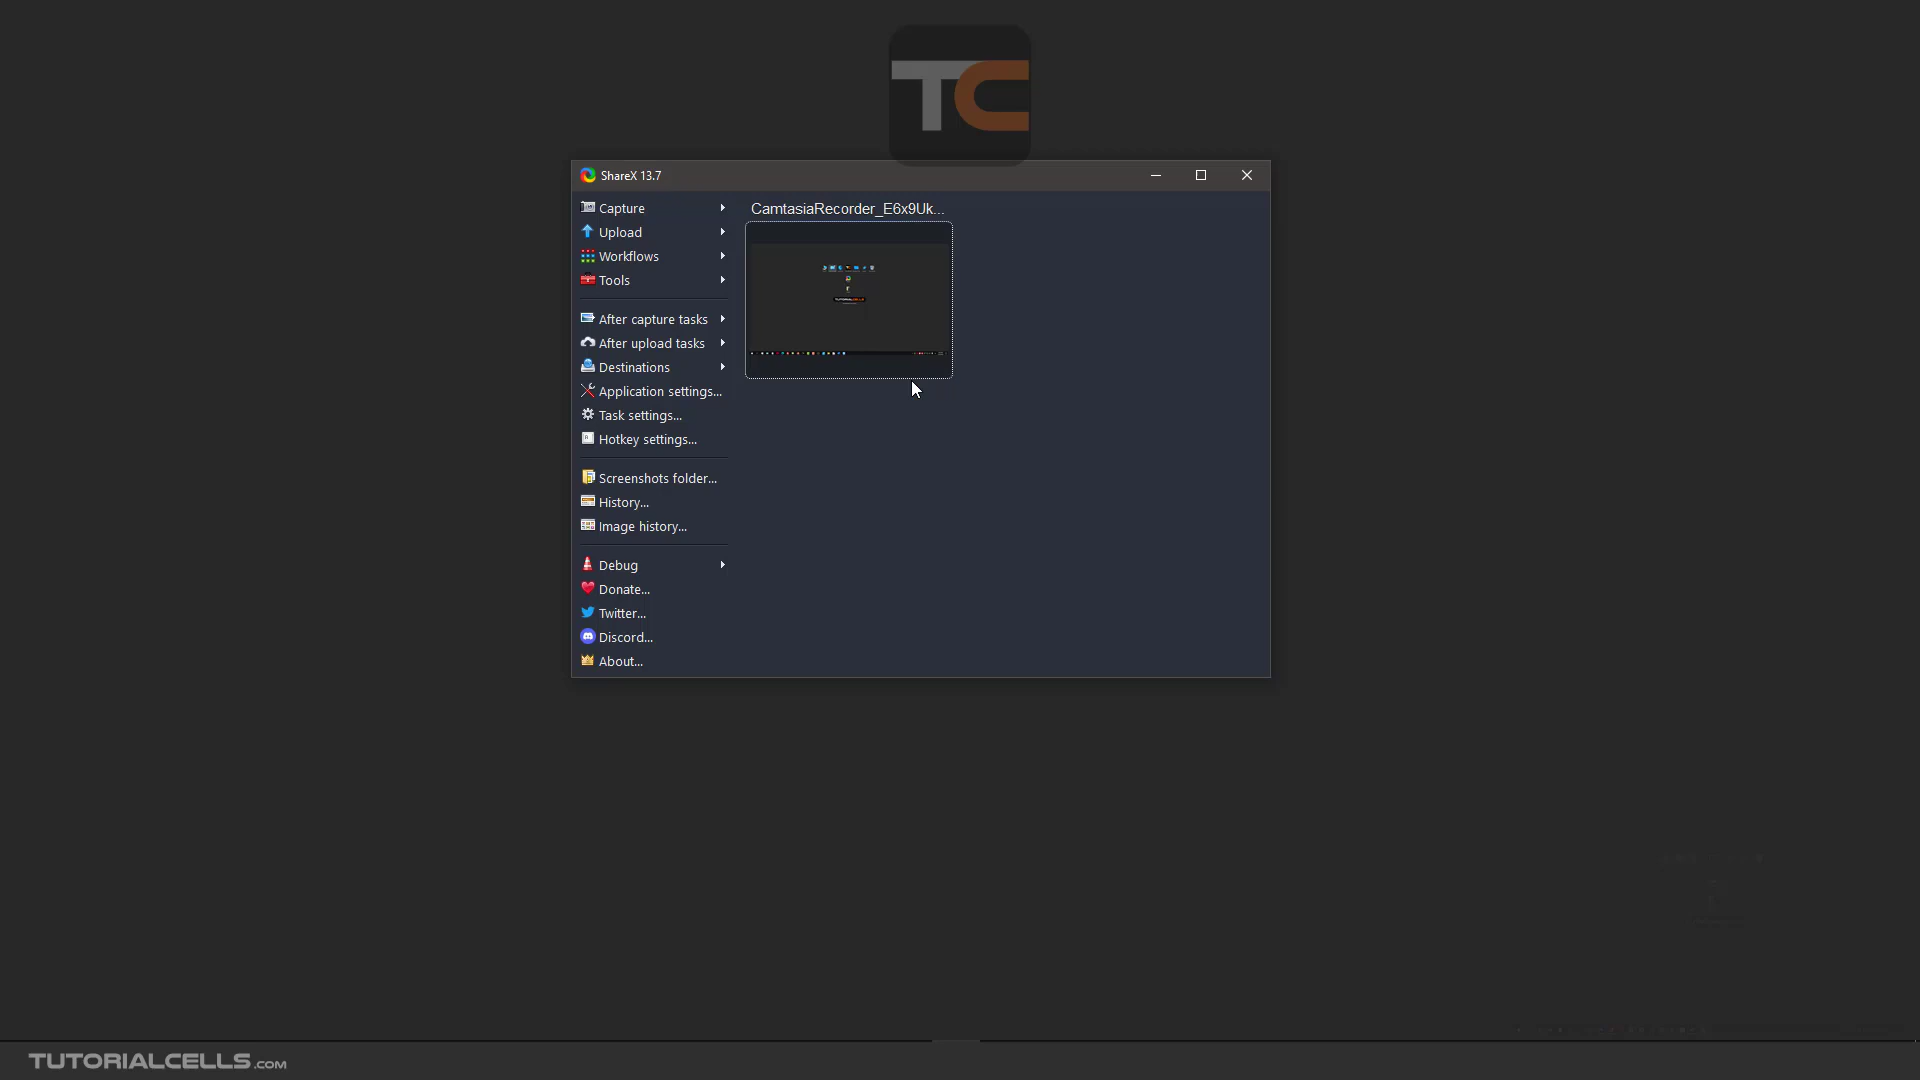 TC
ShareX 13.7
Capture
Upload
Workflows
Tools
After capture tasks
After upload tasks
Destinations
Application settings...
Task settings...
Hotkey settings...
Screenshots folder...
History...
Image history...
Debug
Donate...
Twitter...
Discord...
About...
CamtasiaRecorder_E6x9Uk...
TUTORIALCELLS
TUTORIALCELLS.COM